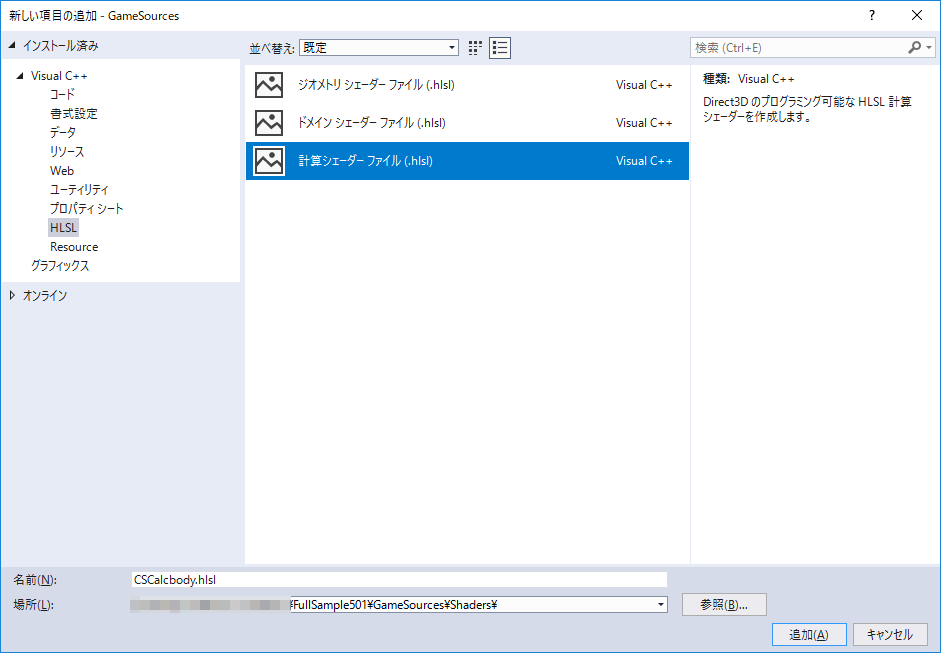 新しい項目の追加 - GameSources
インストール済み
並べ替え: 既定
検索 (Ctrl+E)
Visual C++
コード
書式設定
データ
リソース
Web
ユーティリティ
プロパティ シート
HLSL
Resource
グラフィックス
オンライン
ジオメトリ シェーダー ファイル (.hlsl) Visual C++
ドメイン シェーダー ファイル (.hlsl) Visual C++
計算シェーダー ファイル (.hlsl) Visual C++
種類: Visual C++
Direct3D のプログラミング可能な HLSL 計算
シェーダーを作成します。
名前(N): CSCalcbody.hlsl
場所(L): ¥FullSample501¥GameSources¥Shaders¥ 参照(B)...
追加(A) キャンセル